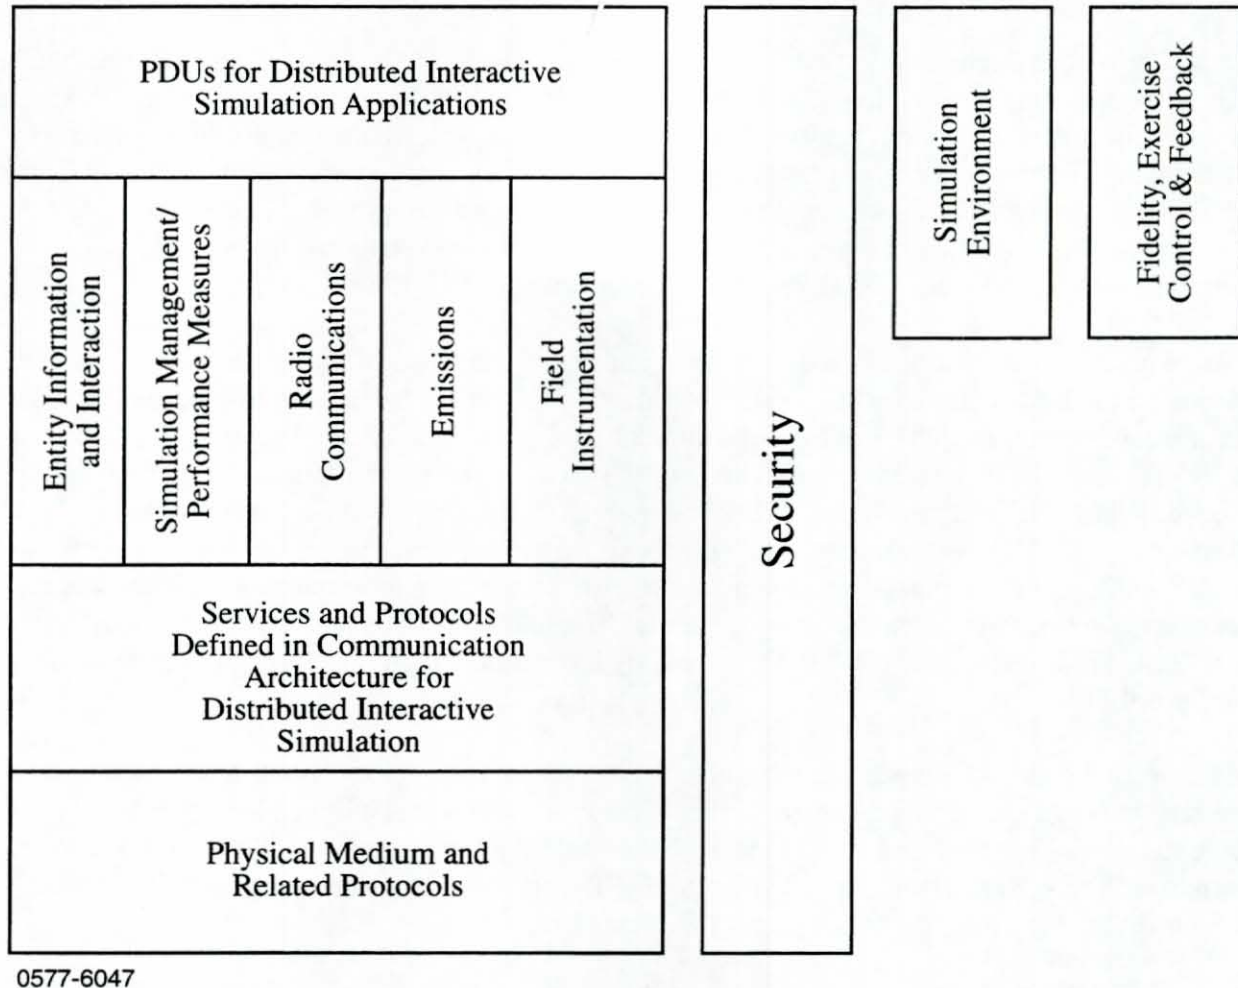 PDUs for Distributed Interactive
Simulation Applications
Entity Information
and Interaction
Simulation Management/
Performance Measures
Radio
Communications
Emissions
Field
Instrumentation
Services and Protocols
Defined in Communication
Architecture for
Distributed Interactive
Simulation
Physical Medium and
Related Protocols
Security
Simulation
Environment
Fidelity, Exercise
Control & Feedback
0577-6047